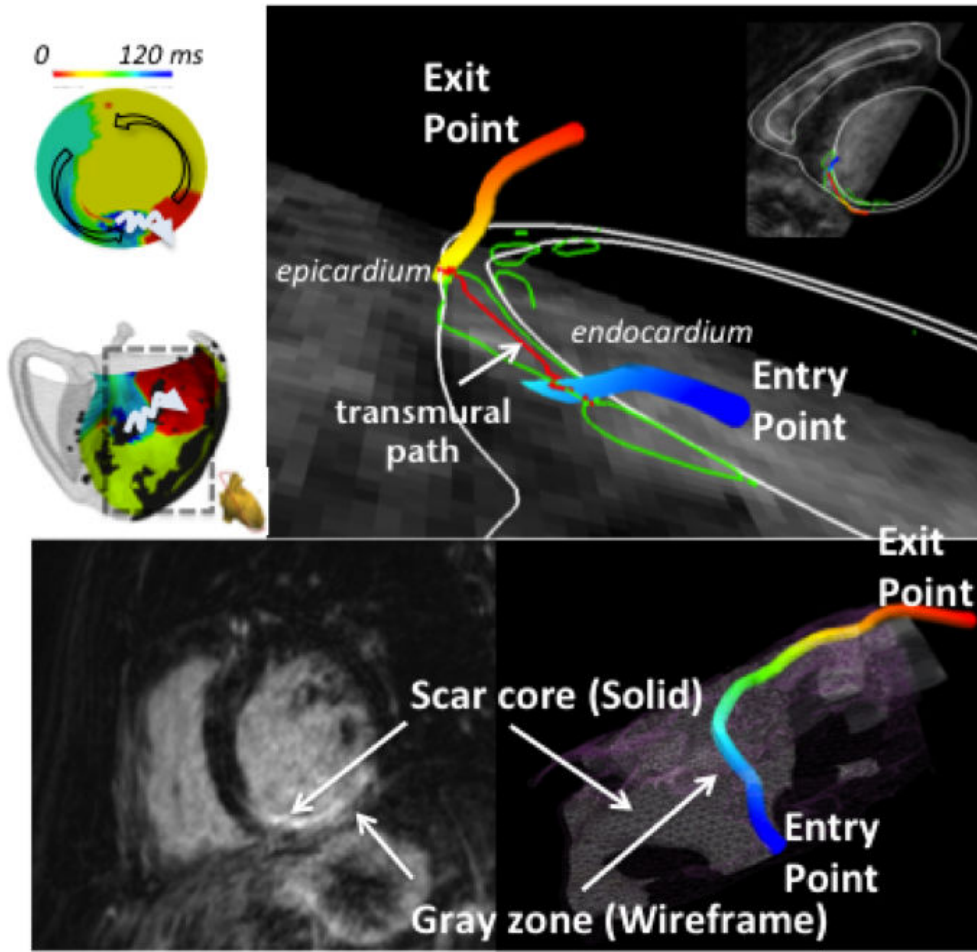 0 120 ms
Exit
Point
epicardium
endocardium
transmural
path
Entry
Point
Exit
Point
Scar core (Solid)
Entry
Point
Gray zone (Wireframe)